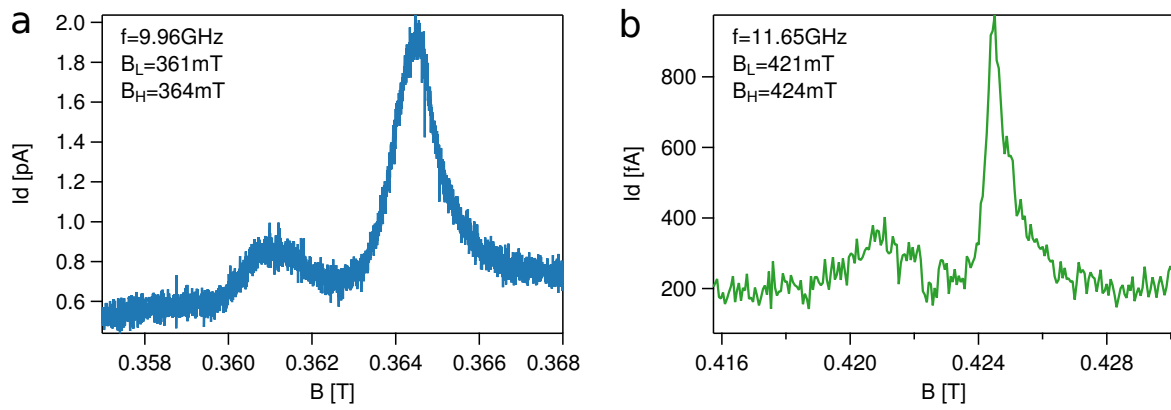 a
f=9.96GHz
B_L=361mT
B_H=364mT
Id [pA]
2.0
1.8
1.6
1.4
1.2
1.0
0.8
0.6
0.358
0.360
0.362
0.364
0.366
0.368
B [T]
b
f=11.65GHz
B_L=421mT
B_H=424mT
Id [fA]
800
600
400
200
0.416
0.420
0.424
0.428
B [T]